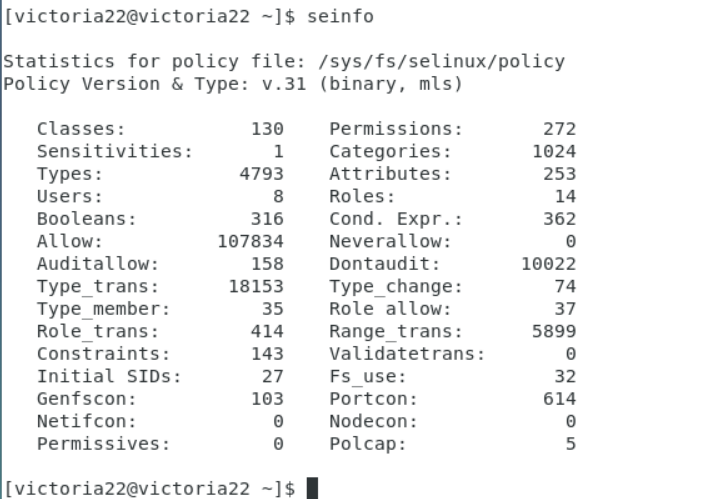 [victoria22@victoria22 ~]$ seinfo
Statistics for policy file: /sys/fs/selinux/policy
Policy Version & Type: v.31 (binary, mls)
Classes: 130 Permissions: 272
Sensitivities: 1 Categories: 1024
Types: 4793 Attributes: 253
Users: 8 Roles: 14
Booleans: 316 Cond. Expr.: 362
Allow: 107834 Neverallow: 0
Auditallow: 158 Dontaudit: 10022
Type_trans: 18153 Type_change: 74
Type_member: 35 Role allow: 37
Role_trans: 414 Range_trans: 5899
Constraints: 143 Validatetrans: 0
Initial SIDs: 27 Fs_use: 32
Genfscon: 103 Portcon: 614
Netifcon: 0 Nodecon: 0
Permissives: 0 Polcap: 5
[victoria22@victoria22 ~]$